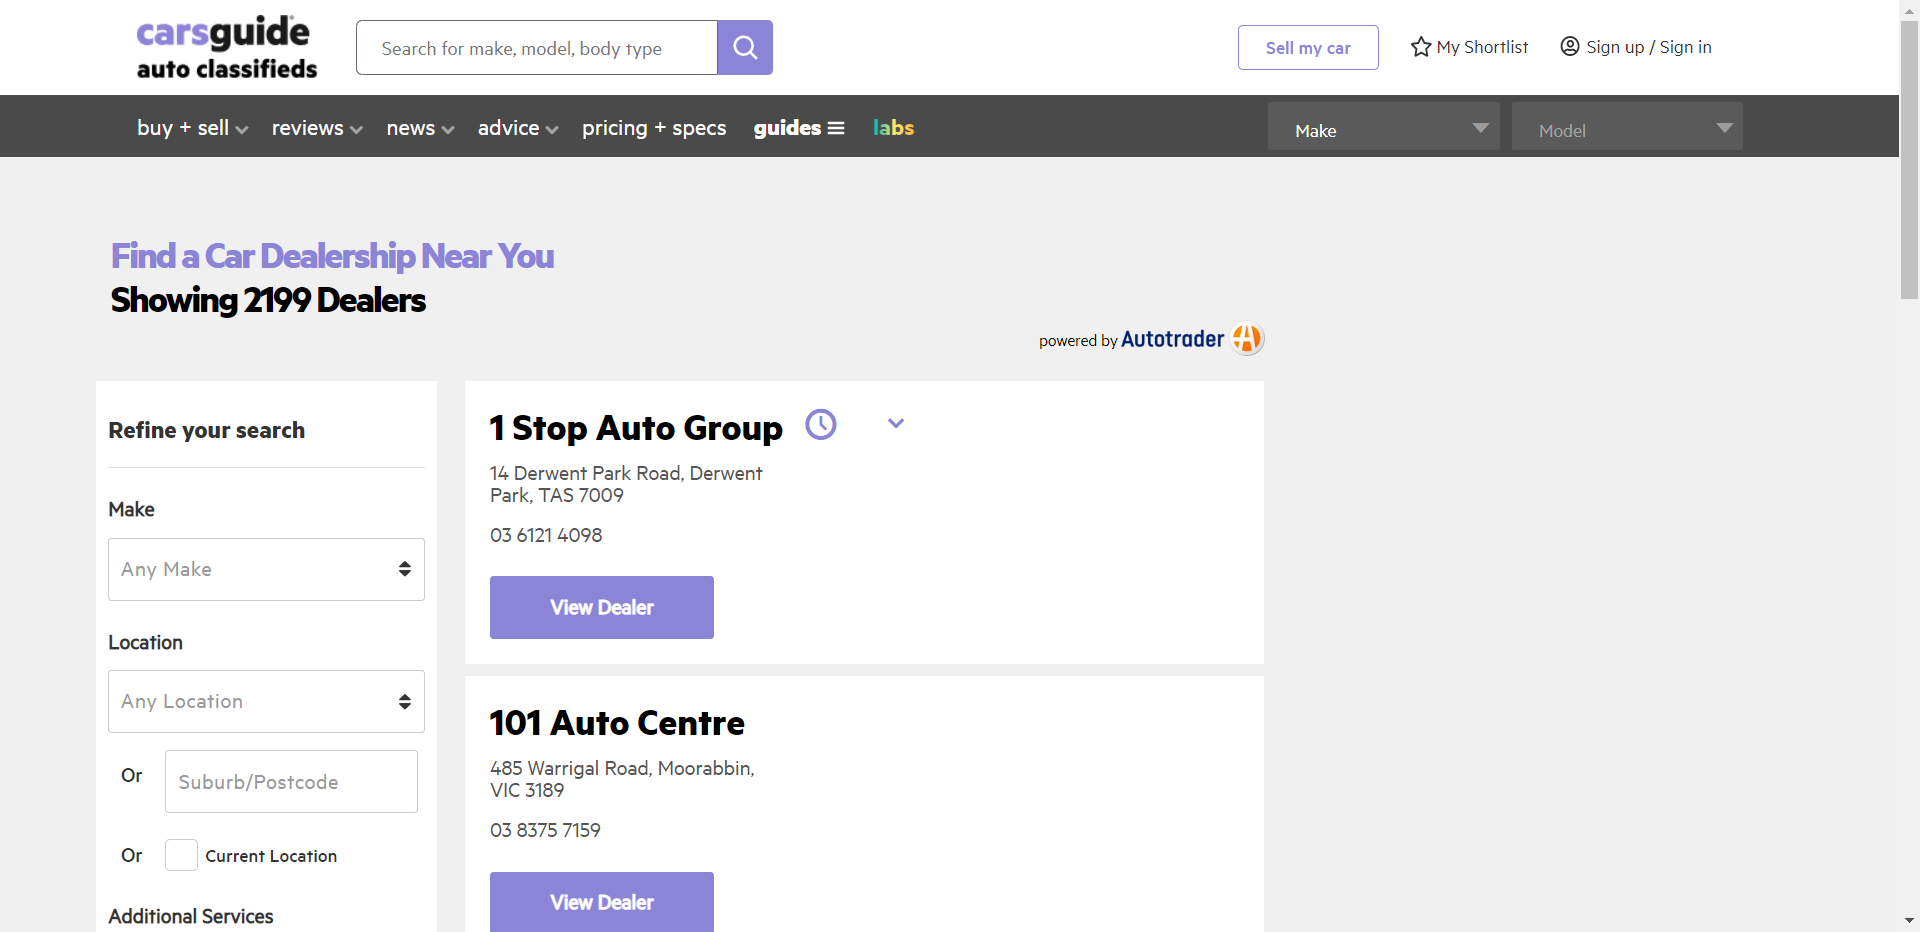 carsguide
auto classifieds
Search for make, model, body type
Sell my car
My Shortlist
Sign up / Sign in
buy + sell
reviews
news
advice
pricing + specs
guides
labs
Make
Model
Find a Car Dealership Near You
Showing 2199 Dealers
powered by Autotrader
Refine your search
Make
Any Make
Location
Any Location
Or
Suburb/Postcode
Or
Current Location
Additional Services
1 Stop Auto Group
14 Derwent Park Road, Derwent
Park, TAS 7009
03 6121 4098
View Dealer
101 Auto Centre
485 Warrigal Road, Moorabbin,
VIC 3189
03 8375 7159
View Dealer